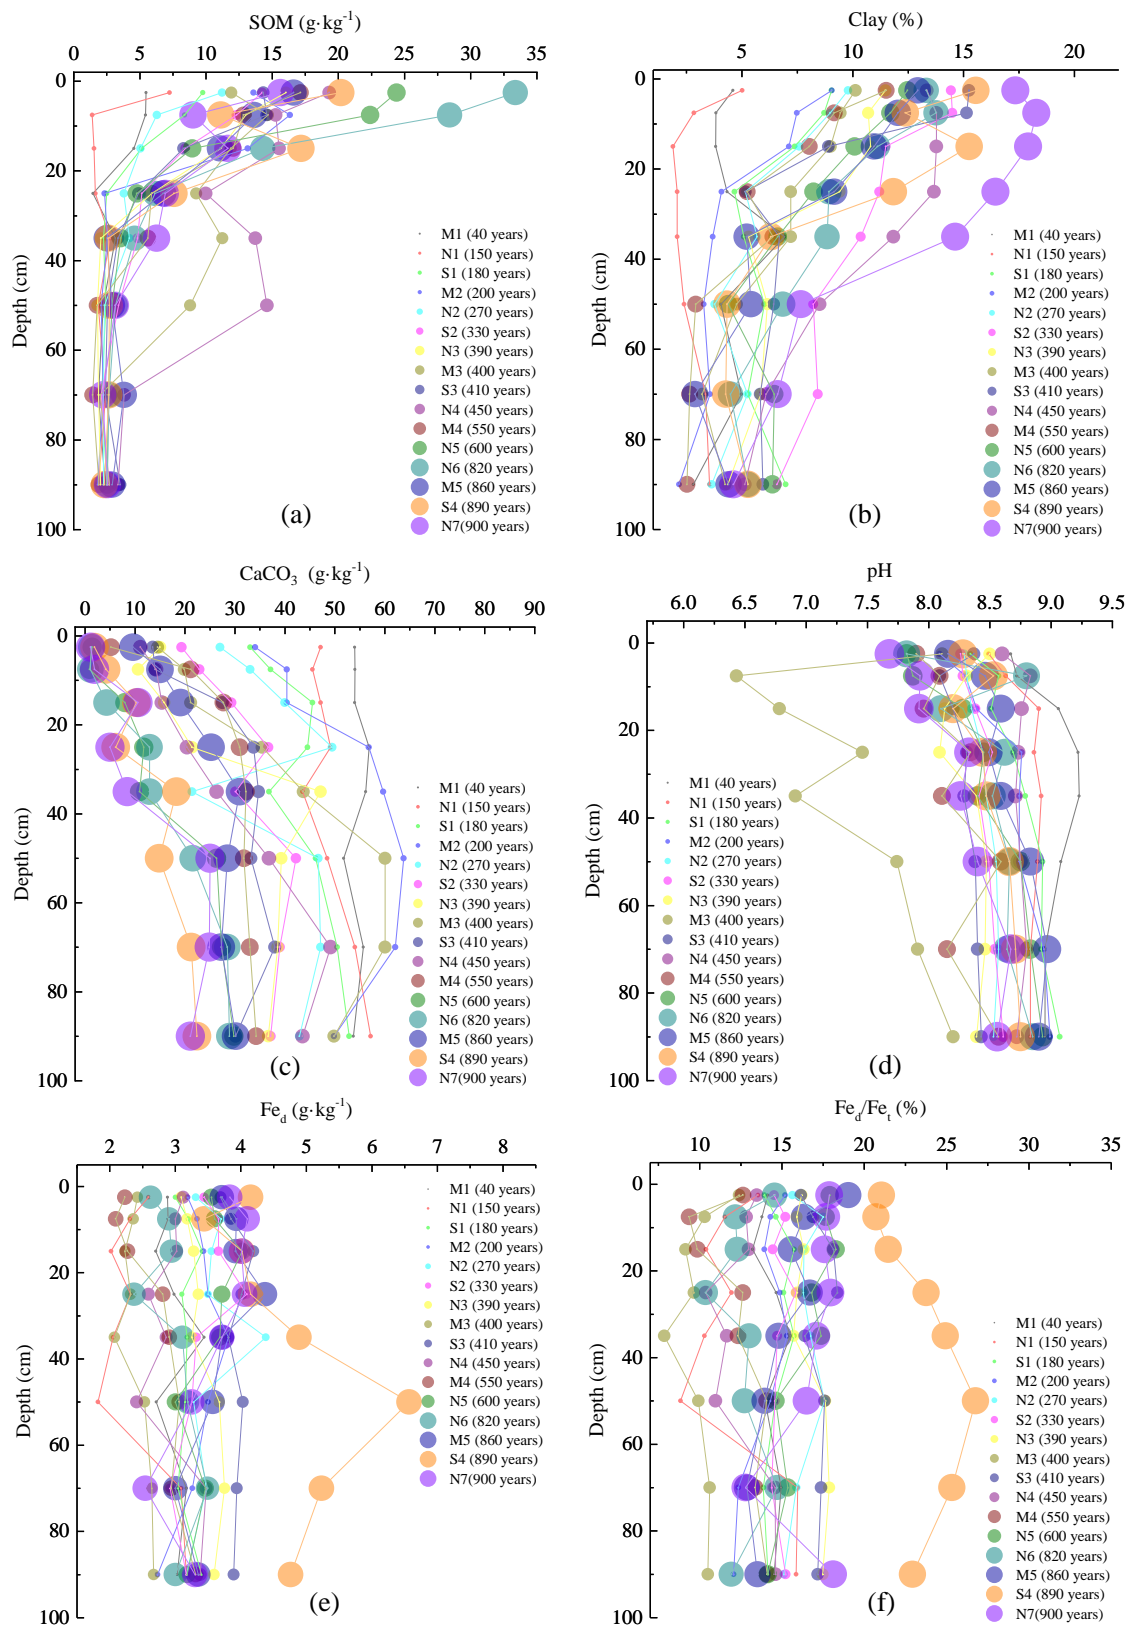 SOM (g·kg⁻¹)
0 5 10 15 20 25 30 35
0
20
40
60
80
100
Depth (cm)
M1 (40 years)
N1 (150 years)
S1 (180 years)
M2 (200 years)
N2 (270 years)
S2 (330 years)
N3 (390 years)
M3 (400 years)
S3 (410 years)
N4 (450 years)
M4 (550 years)
N5 (600 years)
N6 (820 years)
M5 (860 years)
S4 (890 years)
N7(900 years)
(a)
Clay (%)
5 10 15 20
0
20
40
60
80
100
Depth (cm)
M1 (40 years)
N1 (150 years)
S1 (180 years)
M2 (200 years)
N2 (270 years)
S2 (330 years)
N3 (390 years)
M3 (400 years)
S3 (410 years)
N4 (450 years)
M4 (550 years)
N5 (600 years)
N6 (820 years)
M5 (860 years)
S4 (890 years)
N7(900 years)
(b)
CaCO₃ (g·kg⁻¹)
0 10 20 30 40 50 60 70 80 90
0
20
40
60
80
100
Depth (cm)
M1 (40 years)
N1 (150 years)
S1 (180 years)
M2 (200 years)
N2 (270 years)
S2 (330 years)
N3 (390 years)
M3 (400 years)
S3 (410 years)
N4 (450 years)
M4 (550 years)
N5 (600 years)
N6 (820 years)
M5 (860 years)
S4 (890 years)
N7(900 years)
(c)
pH
6.0 6.5 7.0 7.5 8.0 8.5 9.0 9.5
0
20
40
60
80
100
Depth (cm)
M1 (40 years)
N1 (150 years)
S1 (180 years)
M2 (200 years)
N2 (270 years)
S2 (330 years)
N3 (390 years)
M3 (400 years)
S3 (410 years)
N4 (450 years)
M4 (550 years)
N5 (600 years)
N6 (820 years)
M5 (860 years)
S4 (890 years)
N7(900 years)
(d)
Fe_d (g·kg⁻¹)
2 3 4 5 6 7 8
0
20
40
60
80
100
Depth (cm)
M1 (40 years)
N1 (150 years)
S1 (180 years)
M2 (200 years)
N2 (270 years)
S2 (330 years)
N3 (390 years)
M3 (400 years)
S3 (410 years)
N4 (450 years)
M4 (550 years)
N5 (600 years)
N6 (820 years)
M5 (860 years)
S4 (890 years)
N7(900 years)
(e)
Fe_d/Fe_t (%)
10 15 20 25 30 35
0
20
40
60
80
100
Depth (cm)
M1 (40 years)
N1 (150 years)
S1 (180 years)
M2 (200 years)
N2 (270 years)
S2 (330 years)
N3 (390 years)
M3 (400 years)
S3 (410 years)
N4 (450 years)
M4 (550 years)
N5 (600 years)
N6 (820 years)
M5 (860 years)
S4 (890 years)
N7(900 years)
(f)